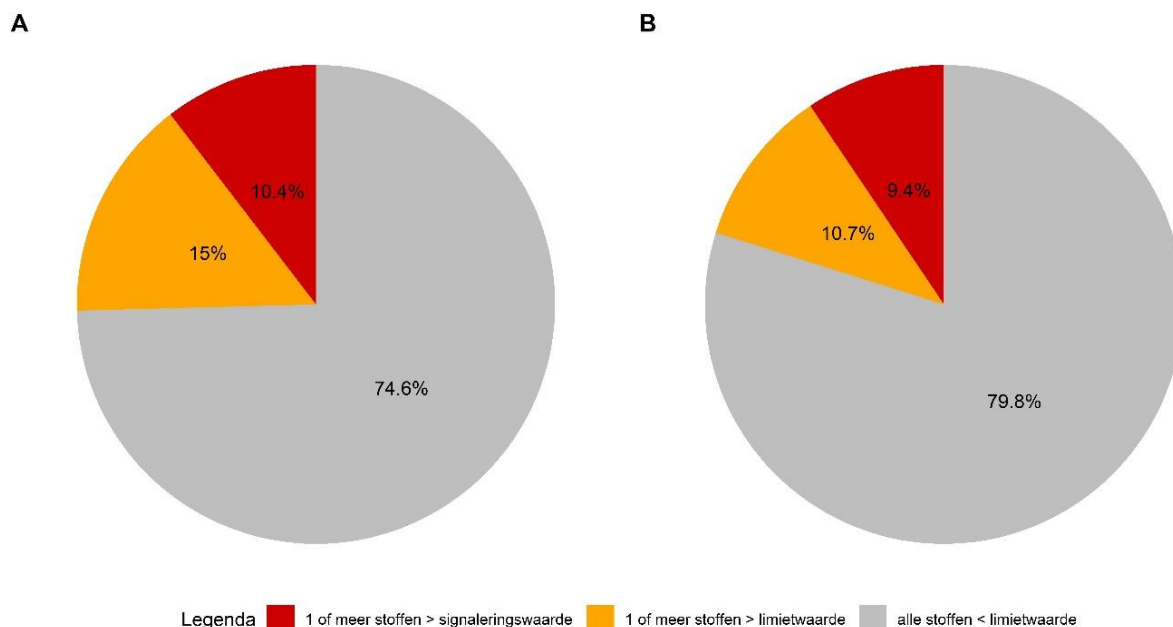 A
B
10.4%
9.4%
15%
10.7%
74.6%
79.8%
Legenda 1 of meer stoffen > signaleringswaarde 1 of meer stoffen > limietwaarde alle stoffen < limietwaarde